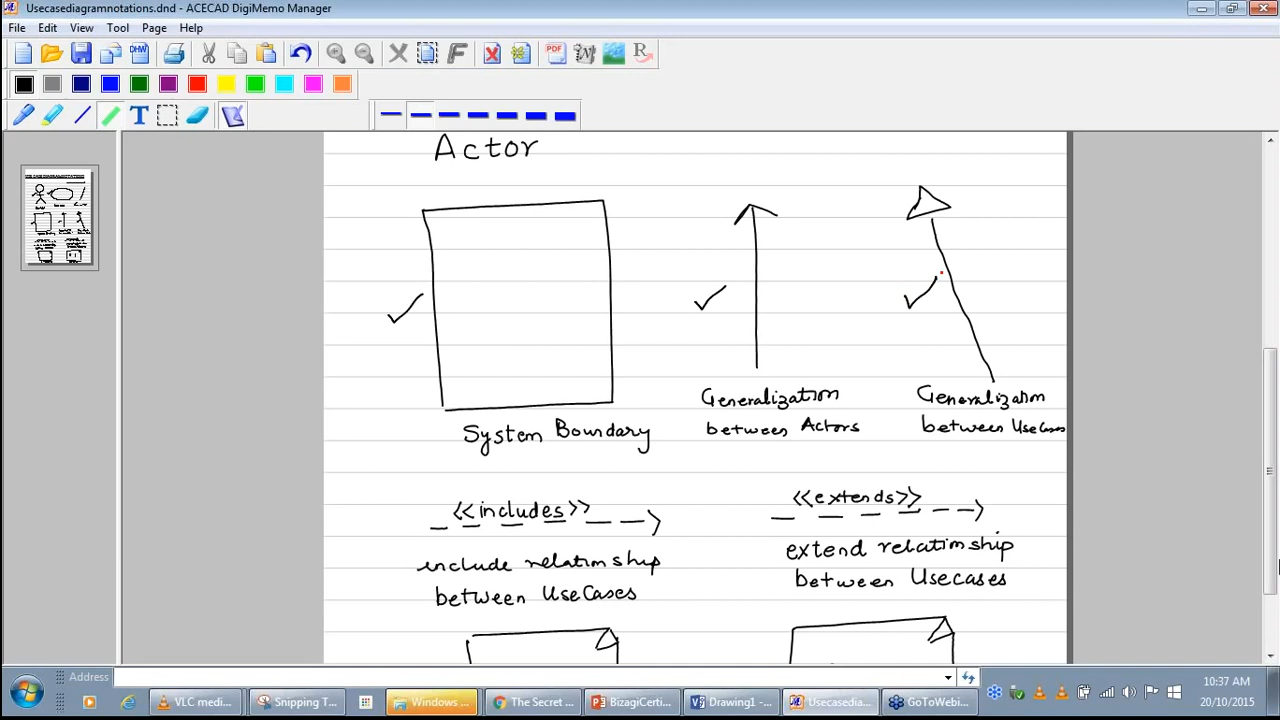 Usecasediagramnotations.dnd - ACECAD DigiMemo Manager
File Edit View Tool Page Help
Actor
System Boundary
Generalization
between Actors
Generalization
between UseCases
<<includes>>
include relationship
between UseCases
<<extends>>
extend relationship
between Usecases
Address
VLC medi... Snipping T... Windows ... The Secret ... BizagiCerti... Drawing1 -... Usecasedia... GoToWebi...
10:37 AM
20/10/2015